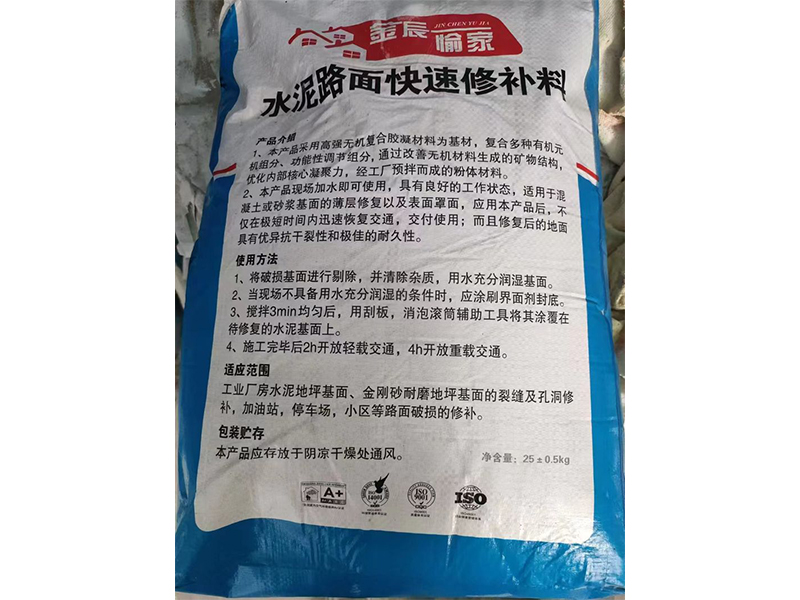 金辰
JIN CHEN YU JIA
愉家
水泥路面快速修补料
产品介绍
1、本产品采用高强无机复合胶凝材料为基材，复合多种有机元
机组分、功能性调节组分，通过改善无机材料生成的矿物结构，
优化内部核心凝聚力，经工厂预拌而成的粉体材料。
2、本产品现场加水即可使用，具有良好的工作状态，适用于混
凝土或砂浆基面的薄层修复以及表面罩面，应用本产品后，不
仅在极短时间内迅速恢复交通，交付使用；而且修复后的地面
具有优异抗干裂性和极佳的耐久性。
使用方法
1、将破损基面进行剔除，并清除杂质，用水充分润湿基面。
2、当现场不具备用水充分润湿的条件时，应涂刷界面剂封底。
3、搅拌3min均匀后，用刮板，消泡滚筒辅助工具将其涂覆在
待修复的水泥基面上。
4、施工完毕后2h开放轻载交通，4h开放重载交通。
适应范围
工业厂房水泥地坪基面、金刚砂耐磨地坪基面的裂缝及孔洞修
补，加油站，停车场，小区等路面破损的修补。
包装贮存
本产品应存放于阴凉干燥处通风。
净含量：25±0.5kg
A+
ISO
14001
ISO
9001
ISO